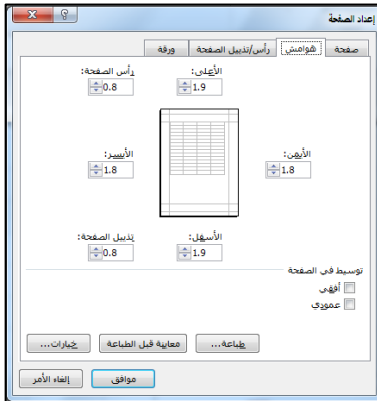 إعداد الصفحة
صفحة هوامش رأس/تذييل الصفحة ورقة
الأعلى: رأس الصفحة:
1.9 0.8
الأيمن: الأيسر:
1.8 1.8
الأسفل: تذييل الصفحة:
1.9 0.8
توسيط في الصفحة
أفقي
عمودي
طباعة... معاينة قبل الطباعة خيارات...
موافق إلغاء الأمر